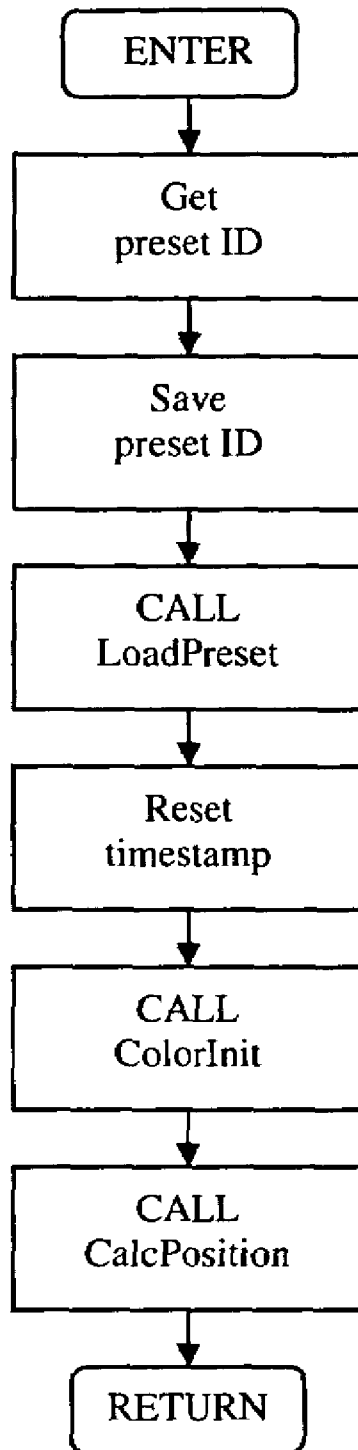 ENTER
Get
preset ID
Save
preset ID
CALL
LoadPreset
Reset
timestamp
CALL
ColorInit
CALL
CalcPosition
RETURN